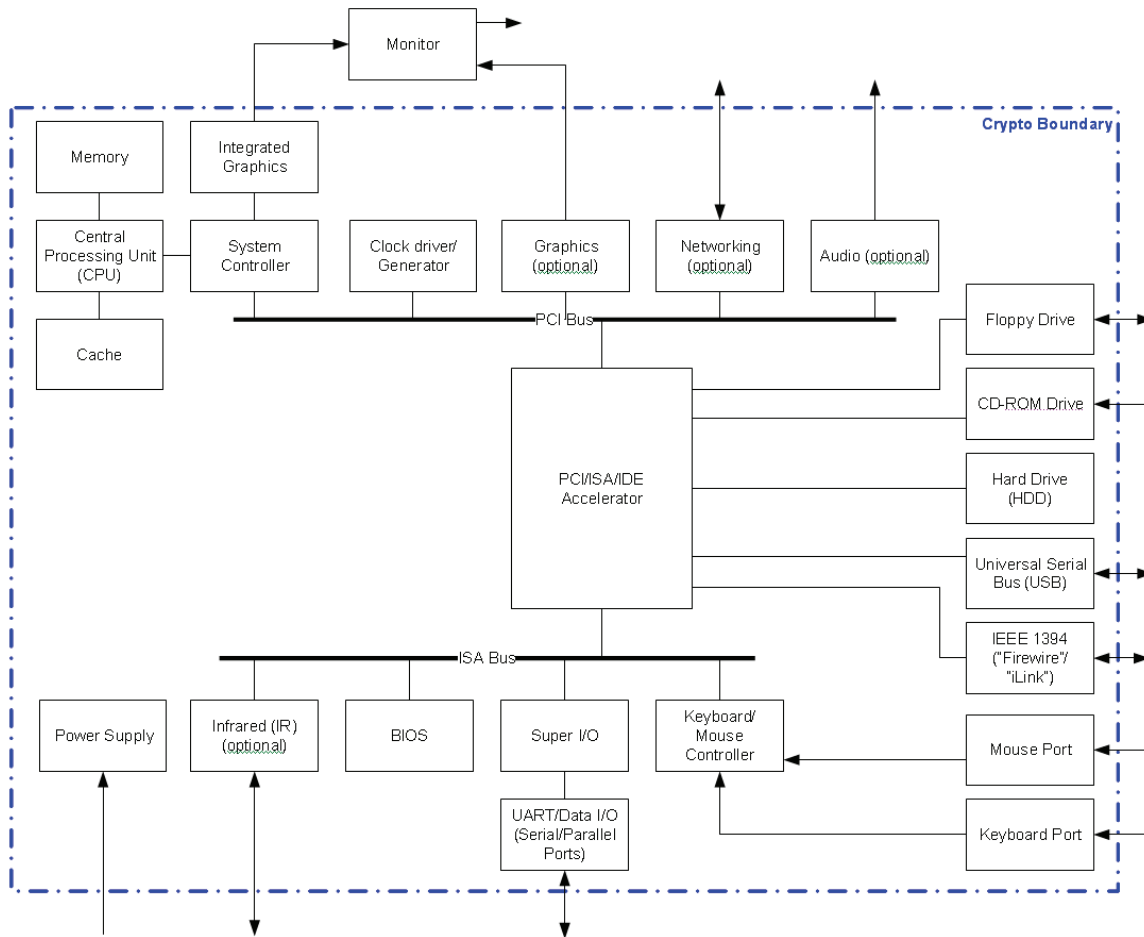 Monitor
Crypto Boundary
Memory
Integrated
Graphics
Central
Processing Unit
(CPU)
System
Controller
Clock driver/
Generator
Graphics
(optional)
Networking
(optional)
Audio (optional)
PCI Bus
Cache
Floppy Drive
CD-ROM Drive
PCI/ISA/IDE
Accelerator
Hard Drive
(HDD)
Universal Serial
Bus (USB)
IEEE 1394
("Firewire"/
"iLink")
ISA Bus
Power Supply
Infrared (IR)
(optional)
BIOS
Super I/O
Keyboard/
Mouse
Controller
Mouse Port
UART/Data I/O
(Serial/Parallel
Ports)
Keyboard Port